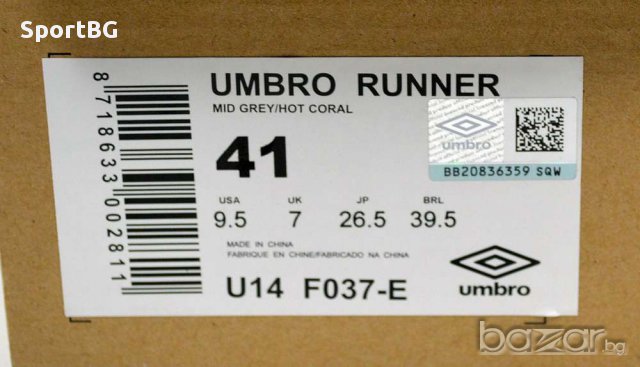 SportBG
UMBRO RUNNER
MID GREY/HOT CORAL
41
umbro
BB20836359 SQW
USA UK JP BRL
9.5 7 26.5 39.5
MADE IN CHINA
FABRIQUE EN CHINE/FABRICADO NA CHINA
U14 F037-E
umbro
8 718633 002811
bazar.bg